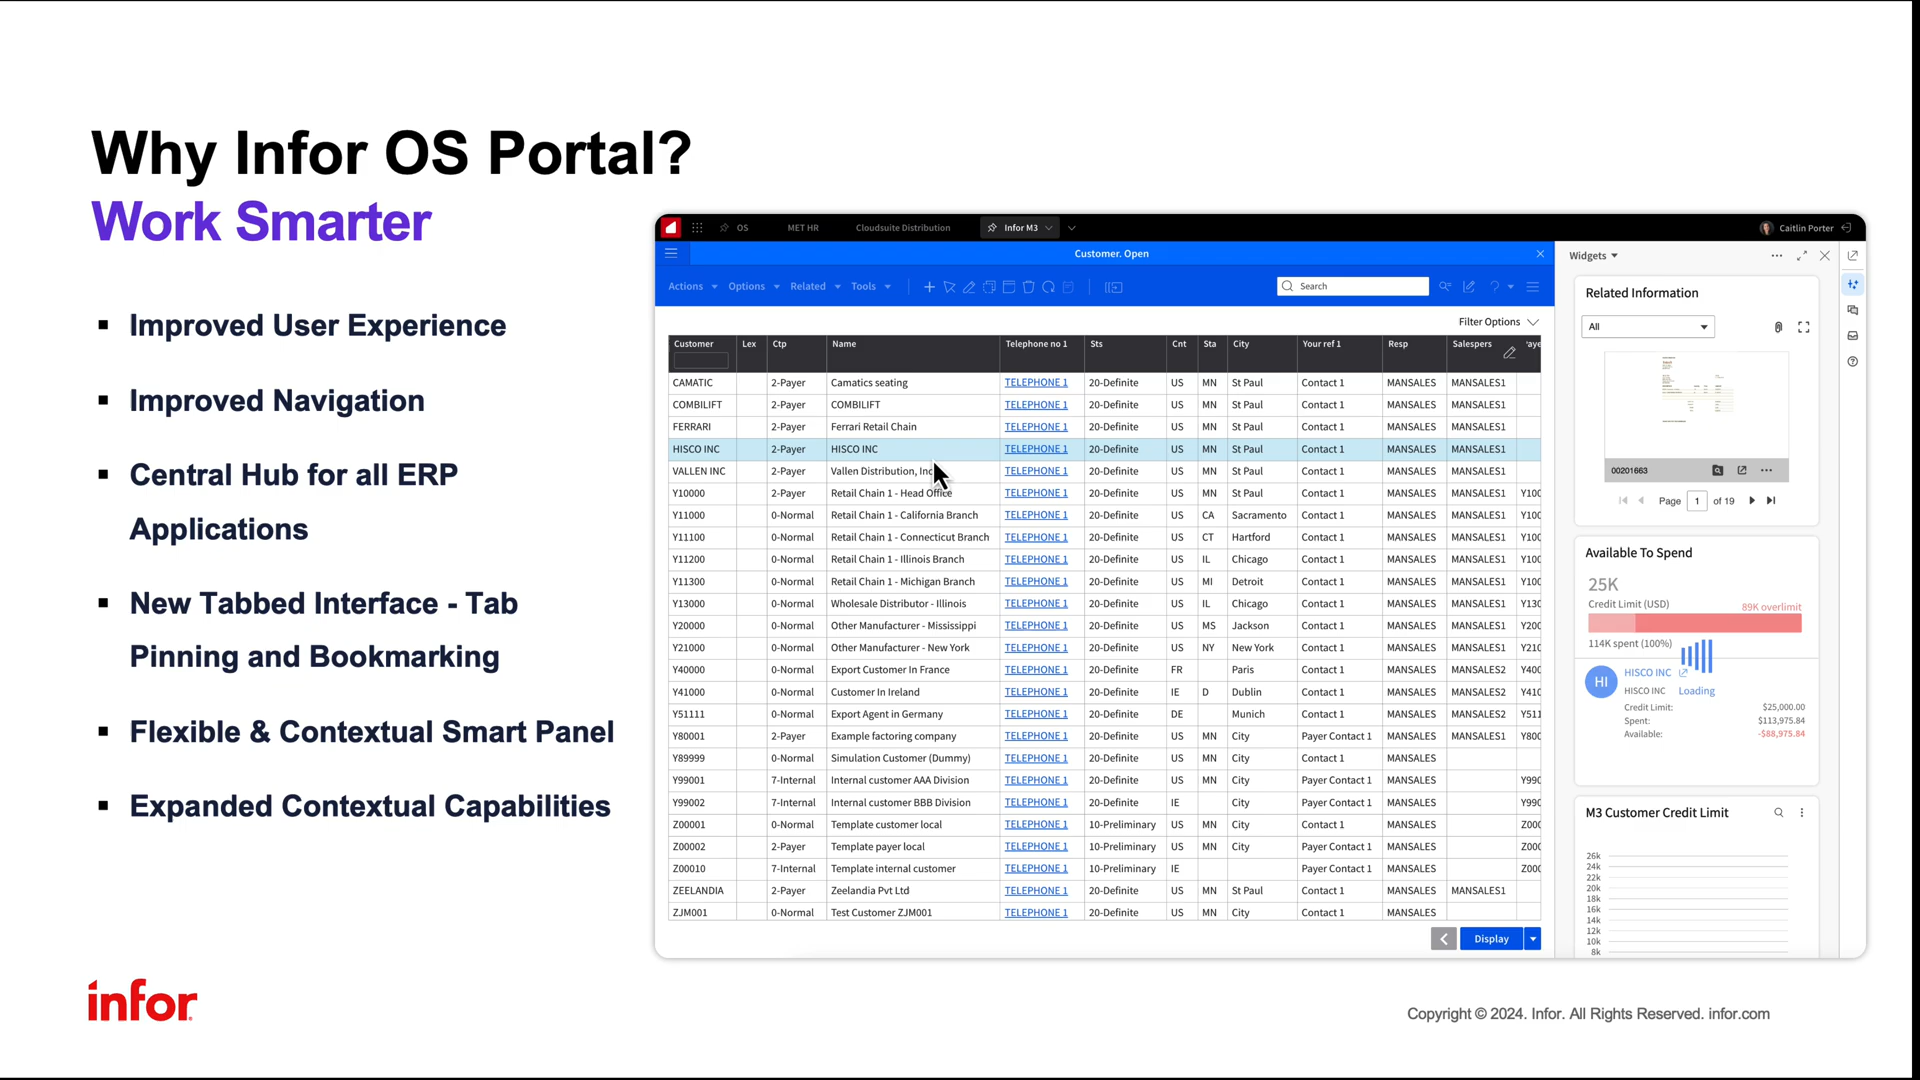 Why Infor OS Portal?
Work Smarter
▪ Improved User Experience
▪ Improved Navigation
▪ Central Hub for all ERP
Applications
▪ New Tabbed Interface - Tab
Pinning and Bookmarking
▪ Flexible & Contextual Smart Panel
▪ Expanded Contextual Capabilities
OS MET HR Cloudsuite Distribution Infor M3 Caitlin Porter
Customer. Open
Actions Options Related Tools Search
Filter Options
Customer Lex Ctp Name Telephone no 1 Sts Cnt Sta City Your ref 1 Resp Salespers 'aye
CAMATIC 2-Payer Camatics seating TELEPHONE 1 20-Definite US MN St Paul Contact 1 MANSALES MANSALES1
COMBILIFT 2-Payer COMBILIFT TELEPHONE 1 20-Definite US MN St Paul Contact 1 MANSALES MANSALES1
FERRARI 2-Payer Ferrari Retail Chain TELEPHONE 1 20-Definite US MN St Paul Contact 1 MANSALES MANSALES1
HISCO INC 2-Payer HISCO INC TELEPHONE 1 20-Definite US MN St Paul Contact 1 MANSALES MANSALES1
VALLEN INC 2-Payer Vallen Distribution, Inc TELEPHONE 1 20-Definite US MN St Paul Contact 1 MANSALES MANSALES1
Y10000 2-Payer Retail Chain 1 - Head Office TELEPHONE 1 20-Definite US MN St Paul Contact 1 MANSALES MANSALES1 Y100
Y11000 0-Normal Retail Chain 1 - California Branch TELEPHONE 1 20-Definite US CA Sacramento Contact 1 MANSALES MANSALES1 Y100
Y11100 0-Normal Retail Chain 1 - Connecticut Branch TELEPHONE 1 20-Definite US CT Hartford Contact 1 MANSALES MANSALES1 Y100
Y11200 0-Normal Retail Chain 1 - Illinois Branch TELEPHONE 1 20-Definite US IL Chicago Contact 1 MANSALES MANSALES1 Y100
Y11300 0-Normal Retail Chain 1 - Michigan Branch TELEPHONE 1 20-Definite US MI Detroit Contact 1 MANSALES MANSALES1 Y100
Y13000 0-Normal Wholesale Distributor - Illinois TELEPHONE 1 20-Definite US IL Chicago Contact 1 MANSALES MANSALES1 Y130
Y20000 0-Normal Other Manufacturer - Mississippi TELEPHONE 1 20-Definite US MS Jackson Contact 1 MANSALES MANSALES1 Y200
Y21000 0-Normal Other Manufacturer - New York TELEPHONE 1 20-Definite US NY New York Contact 1 MANSALES MANSALES1 Y210
Y40000 0-Normal Export Customer In France TELEPHONE 1 20-Definite FR Paris Contact 1 MANSALES MANSALES2 Y400
Y41000 0-Normal Customer In Ireland TELEPHONE 1 20-Definite IE D Dublin Contact 1 MANSALES MANSALES2 Y410
Y51111 0-Normal Export Agent in Germany TELEPHONE 1 20-Definite DE Munich Contact 1 MANSALES MANSALES2 Y511
Y80001 2-Payer Example factoring company TELEPHONE 1 20-Definite US MN City Payer Contact 1 MANSALES MANSALES1 Y800
Y89999 0-Normal Simulation Customer (Dummy) TELEPHONE 1 20-Definite US MN City Contact 1 MANSALES
Y99001 7-Internal Internal customer AAA Division TELEPHONE 1 20-Definite US MN City Payer Contact 1 MANSALES Y990
Y99002 7-Internal Internal customer BBB Division TELEPHONE 1 20-Definite IE City Payer Contact 1 MANSALES Y990
Z00001 0-Normal Template customer local TELEPHONE 1 10-Preliminary US MN City Contact 1 MANSALES Z000
Z00002 2-Payer Template payer local TELEPHONE 1 10-Preliminary US MN City Payer Contact 1 MANSALES Z000
Z00010 7-Internal Template internal customer TELEPHONE 1 10-Preliminary IE Payer Contact 1 MANSALES Z000
ZEELANDIA 2-Payer Zeelandia Pvt Ltd TELEPHONE 1 20-Definite US MN St Paul Contact 1 MANSALES MANSALES1
ZJM001 0-Normal Test Customer ZJM001 TELEPHONE 1 20-Definite US MN City Contact 1 MANSALES
Display
Widgets
Related Information
All
00201663
Page 1 of 19
Available To Spend
25K
Credit Limit (USD) 89K overlimit
114K spent (100%)
HI HISCO INC
HISCO INC Loading
Credit Limit: $25,000.00
Spent: $113,975.84
Available: -$88,975.84
M3 Customer Credit Limit
26k
24k
22k
20k
18k
16k
14k
12k
10k
8k
infor
Copyright © 2024. Infor. All Rights Reserved. infor.com